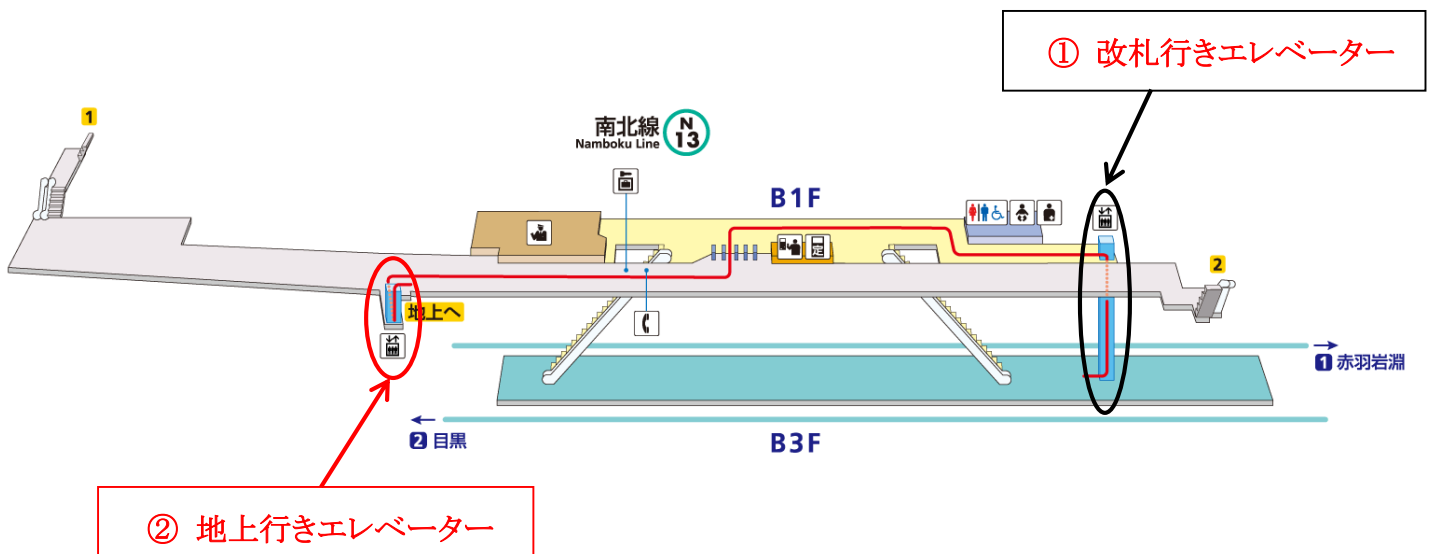 ① 改札行きエレベーター
1
南北線
Namboku Line
N
13
B1F
定
2
地上へ
1 赤羽岩淵
2 目黒
B3F
② 地上行きエレベーター